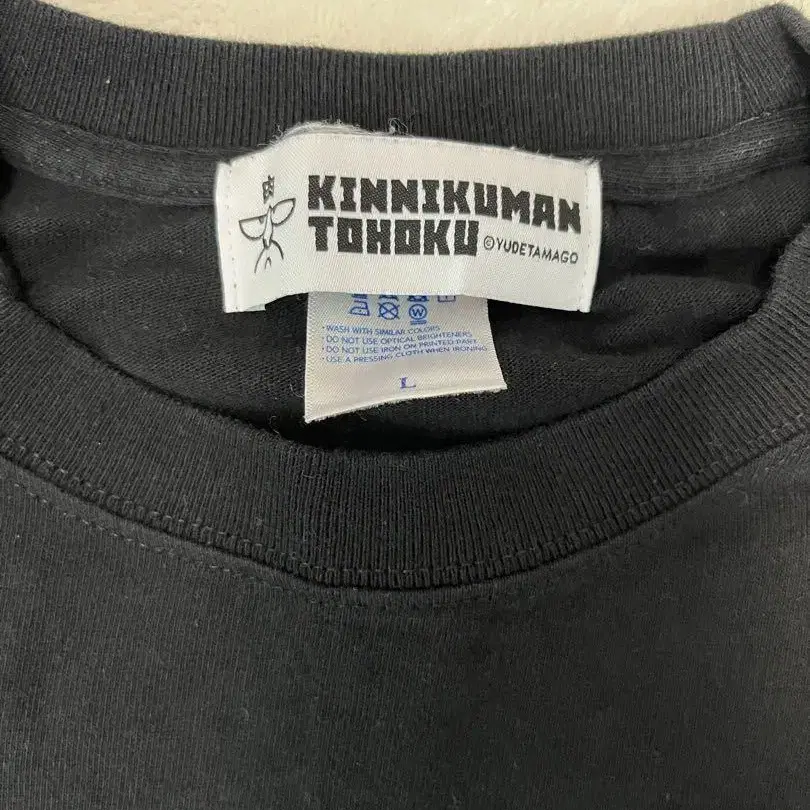 肉
KINNIKUMAN
TOHOKU ©YUDETAMAGO
W
・WASH WITH SIMILAR COLORS
・DO NOT USE OPTICAL BRIGHTENERS
・DO NOT USE IRON ON PRINTED PART
・USE A PRESSING CLOTH WHEN IRONING
L